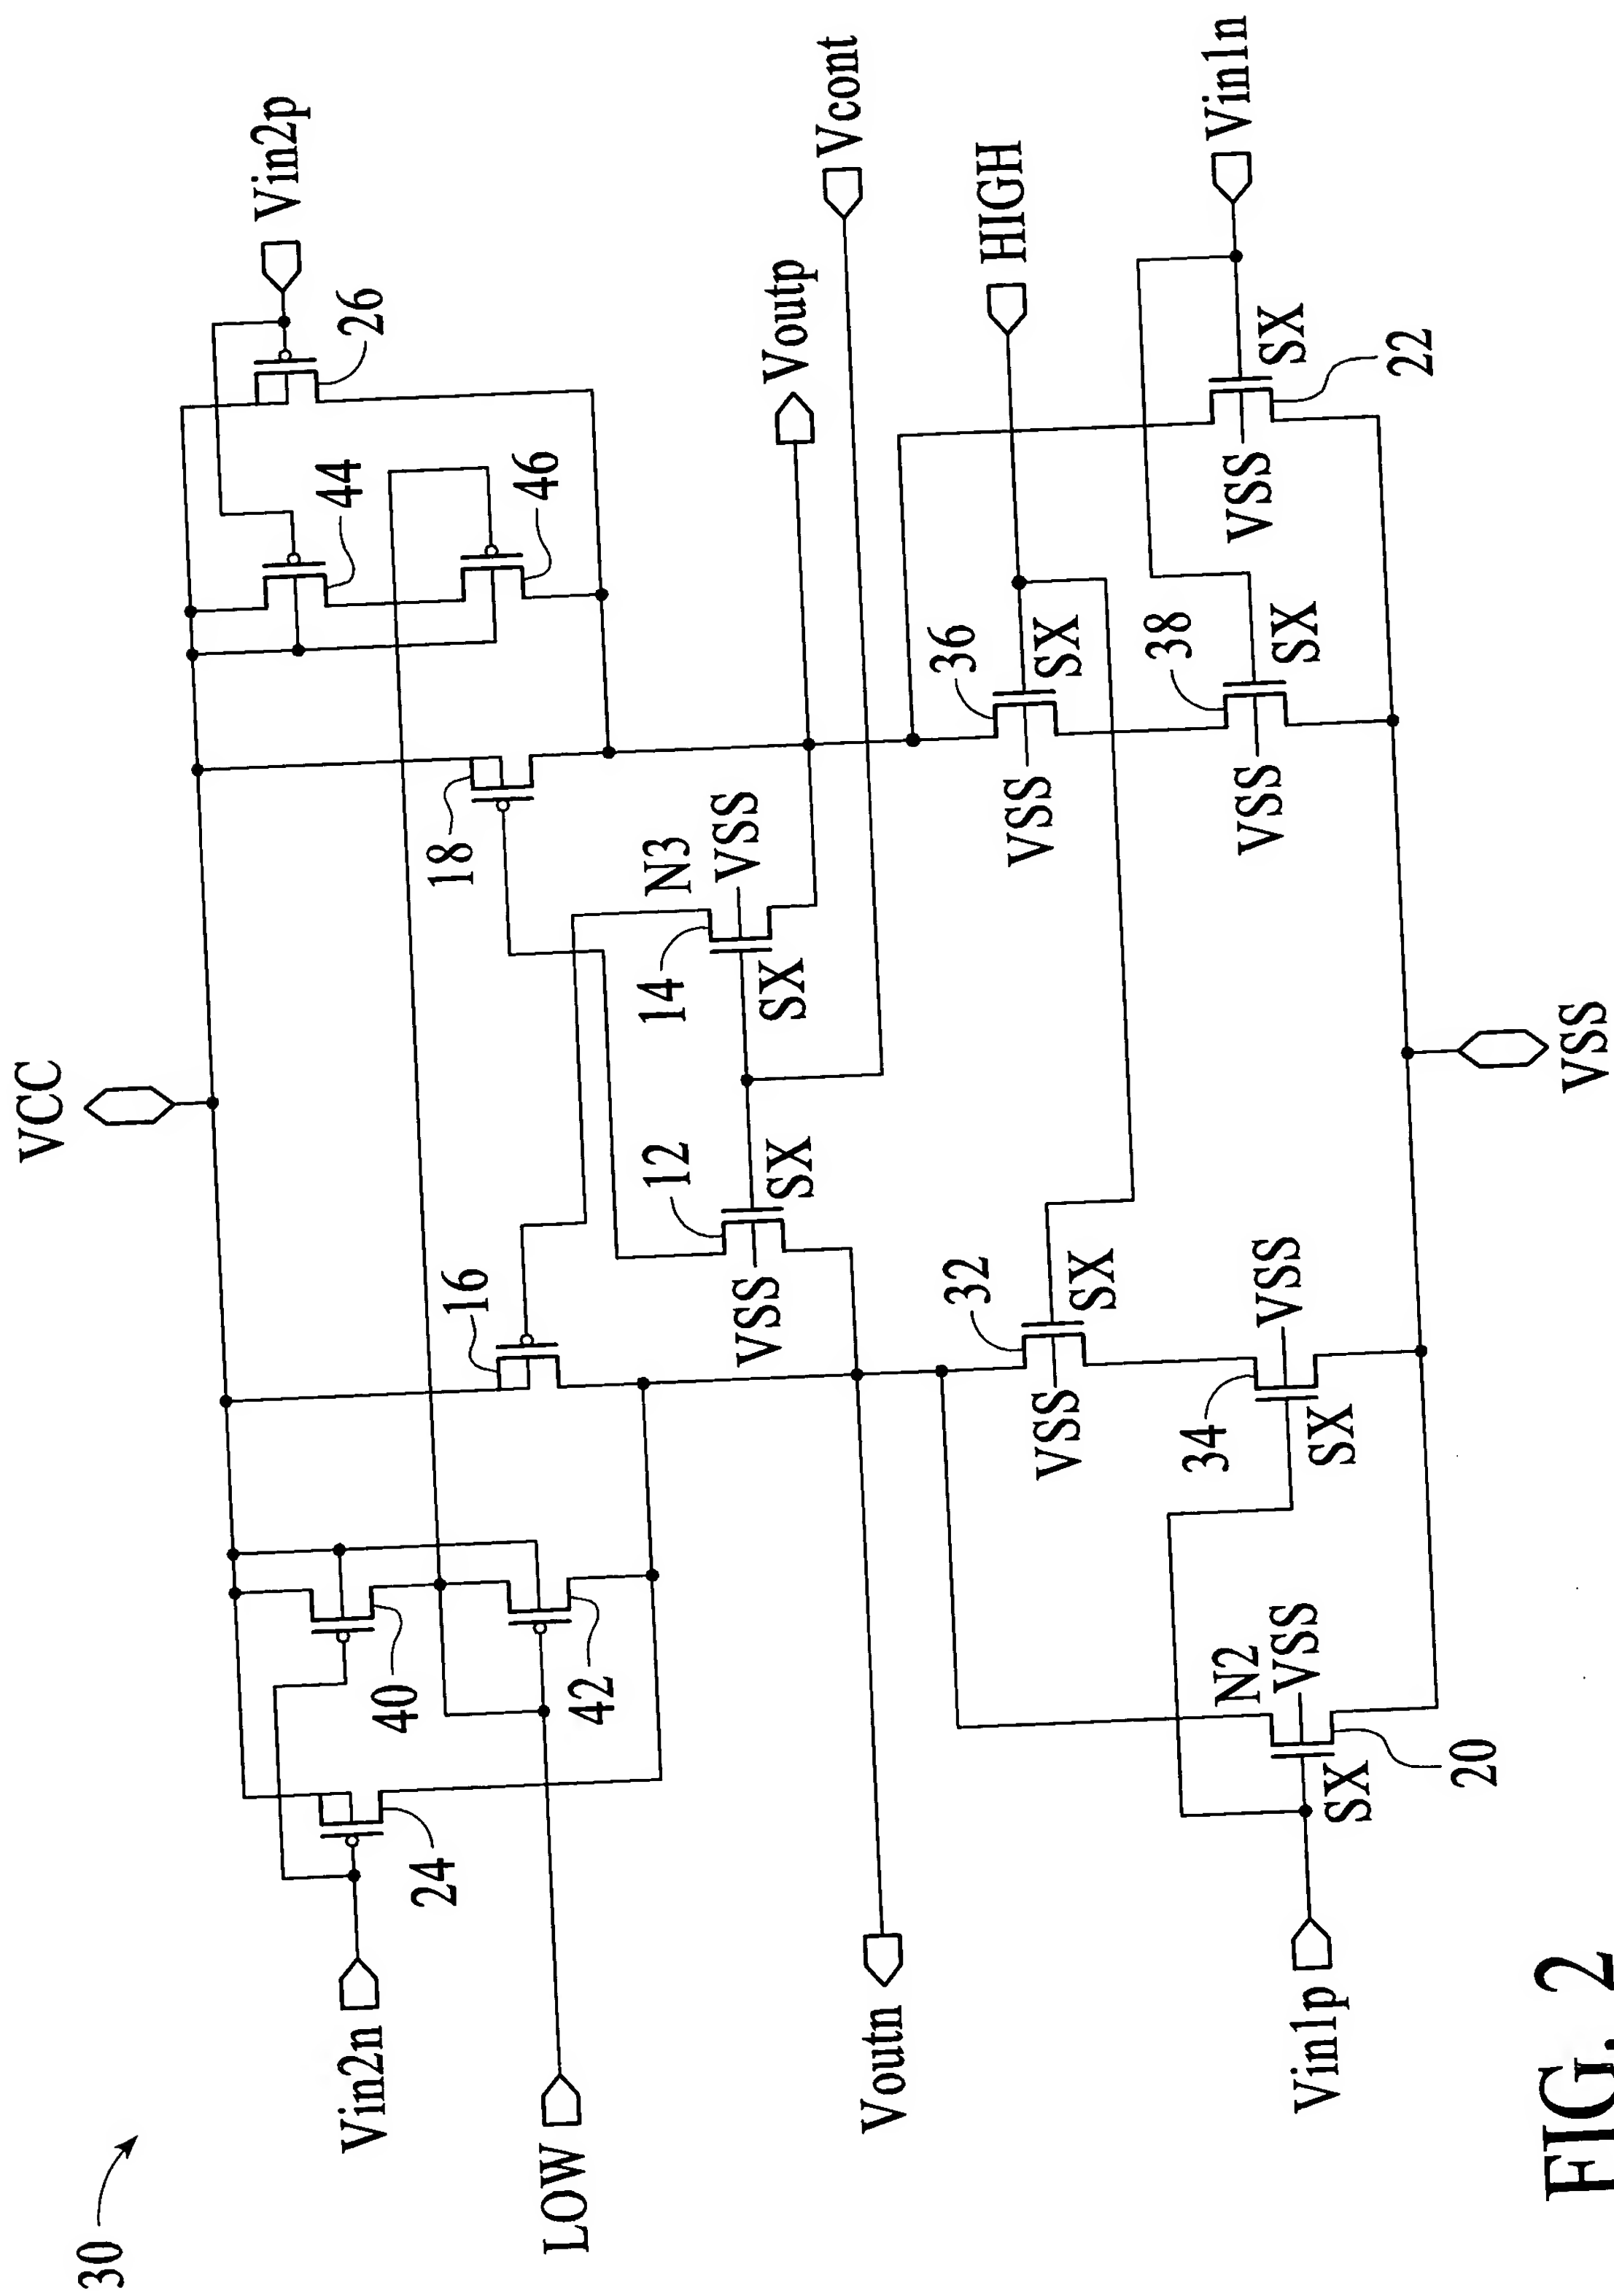 30
VCC
Vin2n
Vin2p
24
40
44
26
LOW
42
16
18
46
12
14
N3
VSS
VSS
SX
SX
Voutp
Voutn
Vcont
32
36
HIGH
SX
SX
VSS
VSS
N2
VSS
34
VSS
38
VSS
Vin1p
SX
SX
VSS
SX
SX
Vin1n
20
22
VSS
FIG. 2